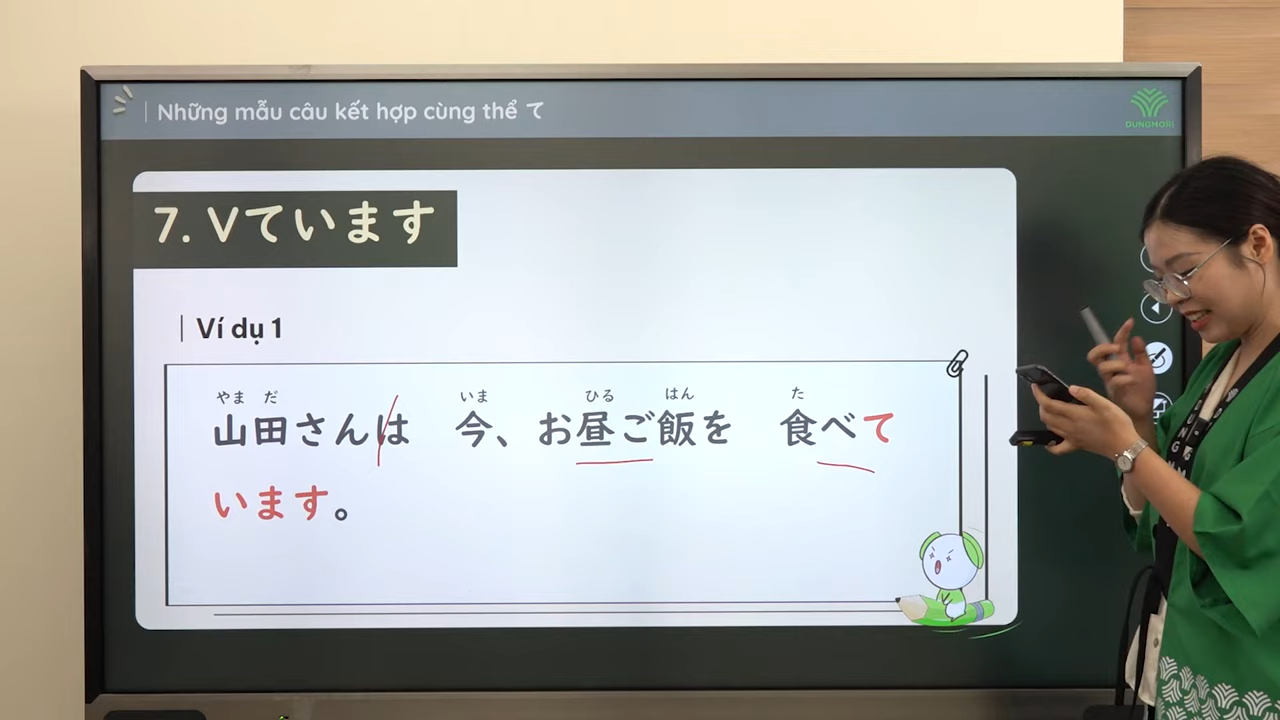 Những mẫu câu kết hợp cùng thể て
DUNGMORI
7. Vています
Ví dụ 1
やま だ いま ひる はん た
山田さんは 今、お昼ご飯を 食べて
います。